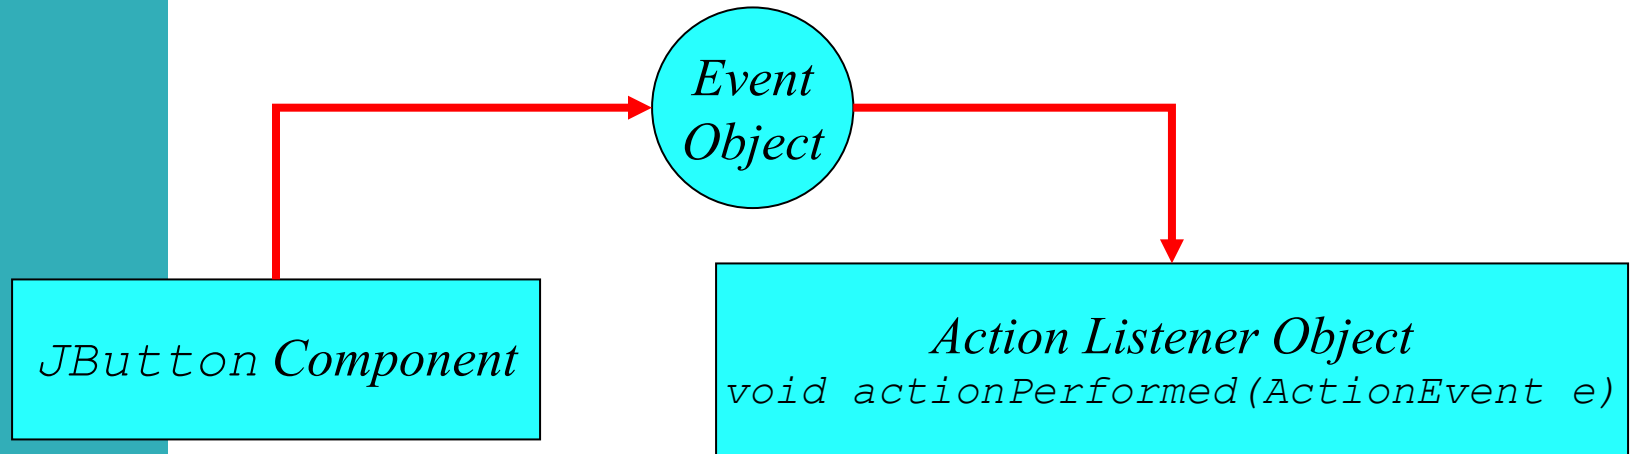 Event
Object
JButton Component
Action Listener Object
void actionPerformed(ActionEvent e)